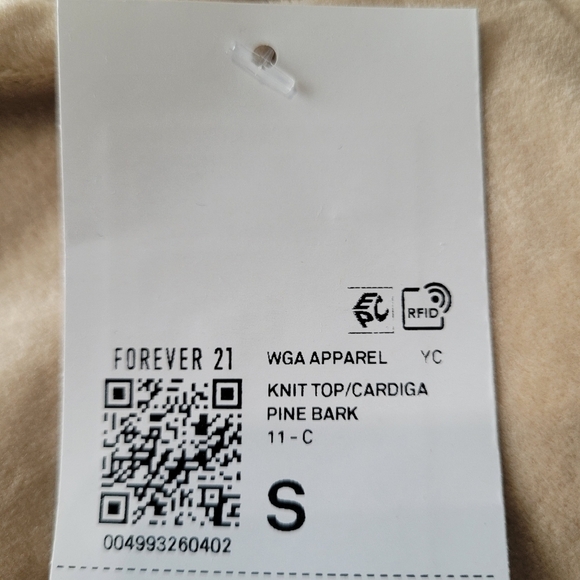 EPC
RFID
FOREVER 21
WGA APPAREL YC
KNIT TOP/CARDIGA
PINE BARK
11 - C
S
004993260402